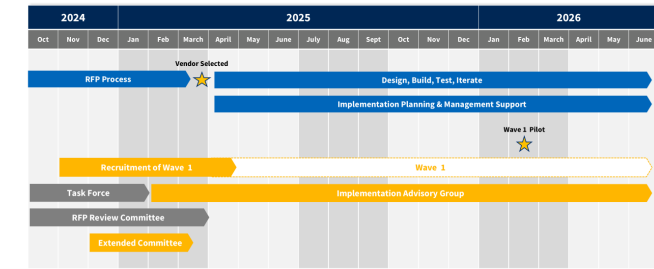 2024 2025 2026
Oct Nov Dec Jan Feb March April May June July Aug Sept Oct Nov Dec Jan Feb March April May June
Vendor Selected
RFP Process Design, Build, Test, Iterate
Implementation Planning & Management Support
Wave 1 Pilot
Recruitment of Wave 1 Wave 1
Task Force Implementation Advisory Group
RFP Review Committee
Extended Committee